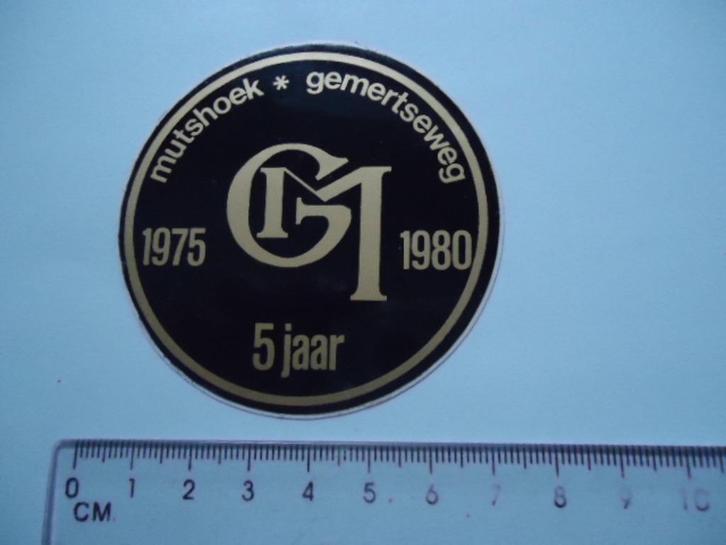 mutshoek * gemertseweg
GM
1975
1980
5 jaar
0 1 2 3 4 5 6 7 8 9 10
CM